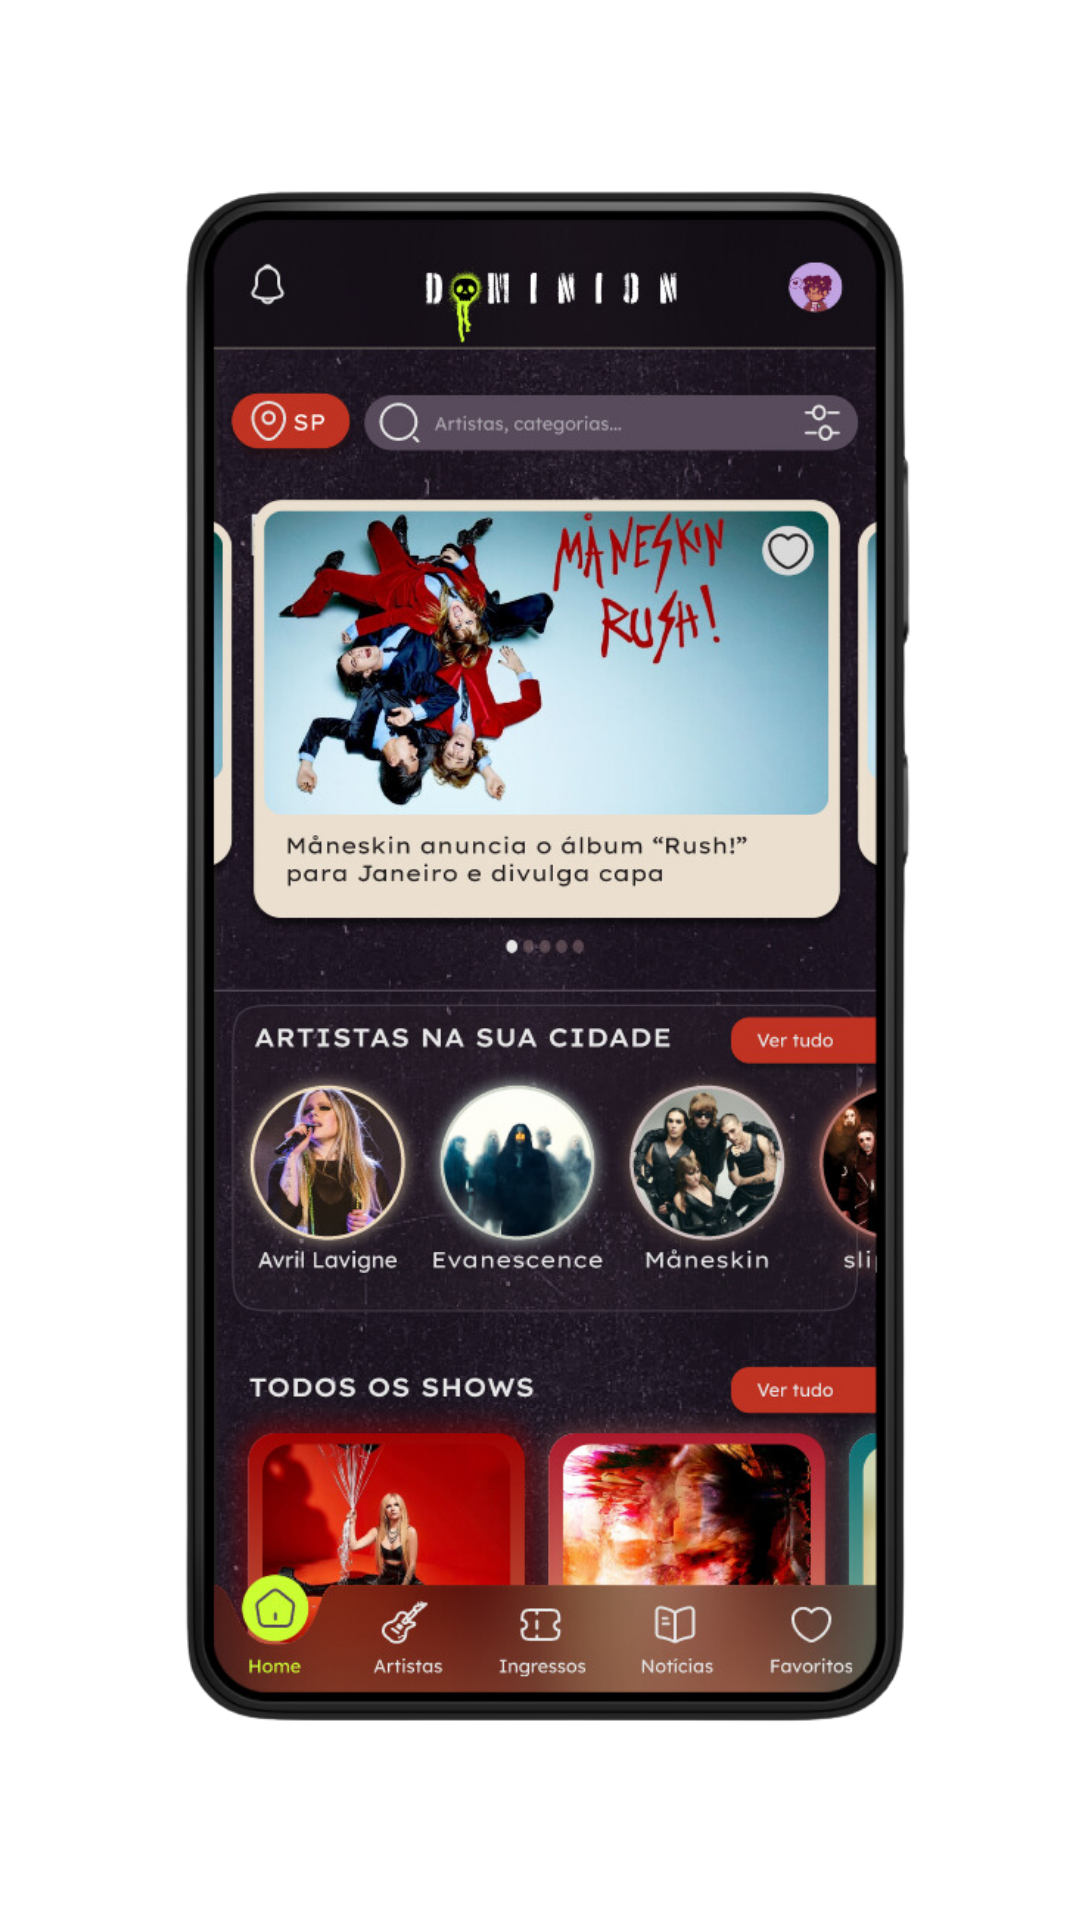 DOMINION
SP
Artistas, categorias...
MÅNESKIN
RUSH!
Måneskin anuncia o álbum “Rush!”
para Janeiro e divulga capa
ARTISTAS NA SUA CIDADE
Ver tudo
Avril Lavigne
Evanescence
Måneskin
TODOS OS SHOWS
Ver tudo
Home
Artistas
Ingressos
Notícias
Favoritos